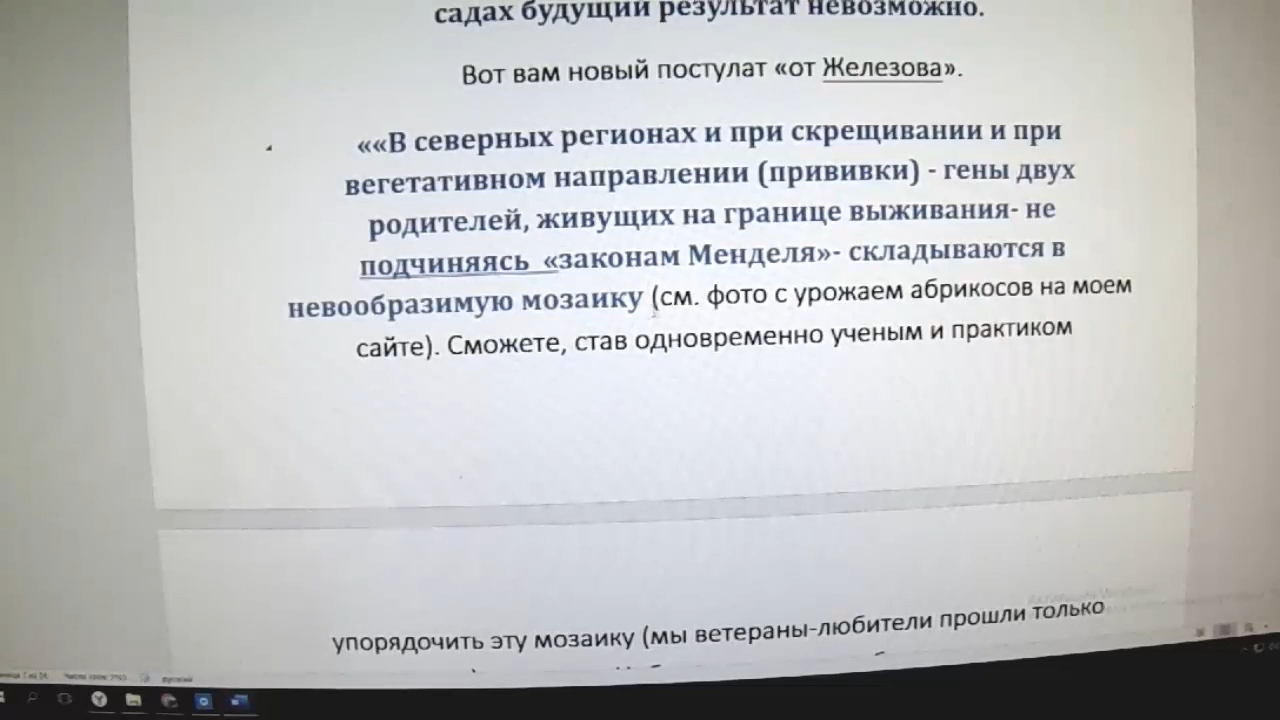 садах будущий результат невозможно.
Вот вам новый постулат «от Железова».
««В северных регионах и при скрещивании и при
вегетативном направлении (прививки) - гены двух
родителей, живущих на границе выживания- не
подчиняясь «законам Менделя»- складываются в
невообразимую мозаику (см. фото с урожаем абрикосов на моем
сайте). Сможете, став одновременно ученым и практиком
упорядочить эту мозаику (мы ветераны-любители прошли только